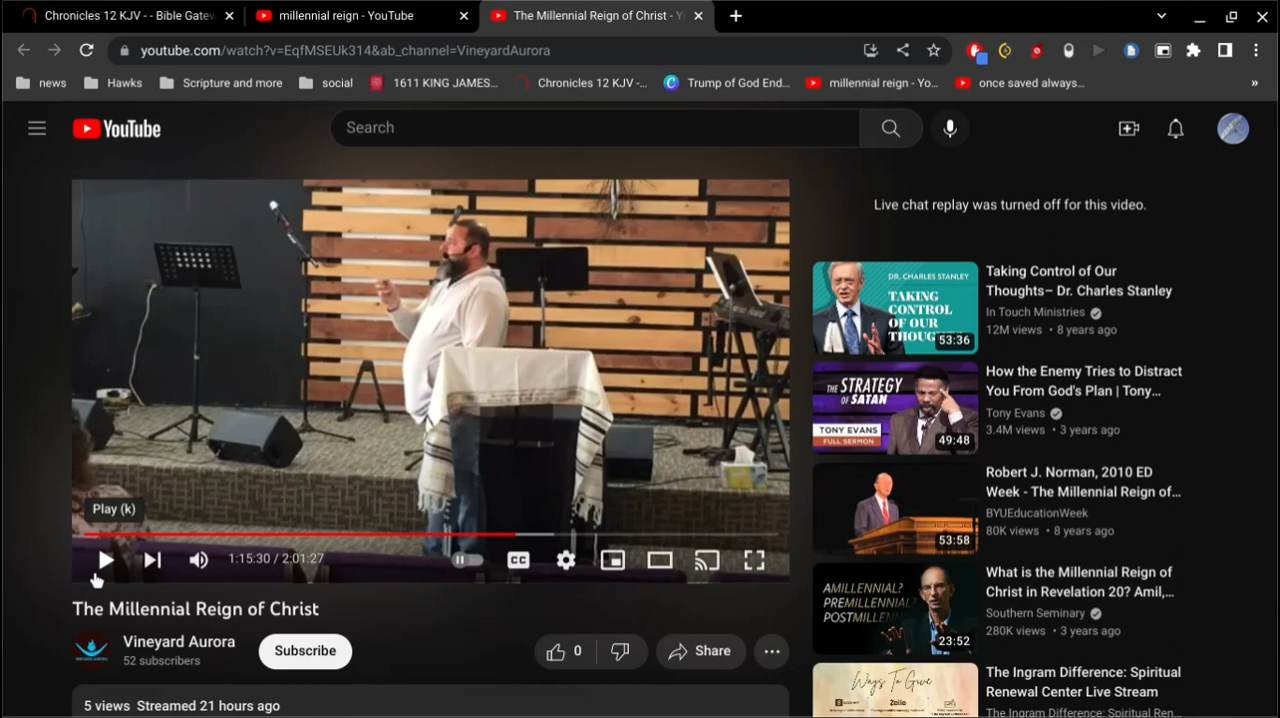 Chronicles 12 KJV - - Bible Gatew
millennial reign - YouTube
The Millennial Reign of Christ - Y
youtube.com/watch?v=EqfMSEUk314&ab_channel=VineyardAurora
news
Hawks
Scripture and more
social
1611 KING JAMES...
Chronicles 12 KJV -...
Trump of God End...
millennial reign - Yo...
once saved always...
YouTube
Search
Live chat replay was turned off for this video.
Play (k)
1:15:30 / 2:01:27
CC
The Millennial Reign of Christ
Vineyard Aurora
52 subscribers
Subscribe
0
Share
5 views Streamed 21 hours ago
DR. CHARLES STANLEY
TAKING
CONTROL
OF OUR
53:36
Taking Control of Our
Thoughts– Dr. Charles Stanley
In Touch Ministries
12M views • 8 years ago
THE STRATEGY
OF SATAN
TONY EVANS
FULL SERMON
49:48
How the Enemy Tries to Distract
You From God's Plan | Tony...
Tony Evans
3.4M views • 3 years ago
53:58
Robert J. Norman, 2010 ED
Week - The Millennial Reign of...
BYUEducationWeek
80K views • 8 years ago
AMILLENNIAL?
PREMILLENNIAL?
POSTMILLEN
23:52
What is the Millennial Reign of
Christ in Revelation 20? Amil,...
Southern Seminary
280K views • 3 years ago
Ways To Give
Zelle
The Ingram Difference: Spiritual
Renewal Center Live Stream
The Ingram Difference: Spiritual Ren...